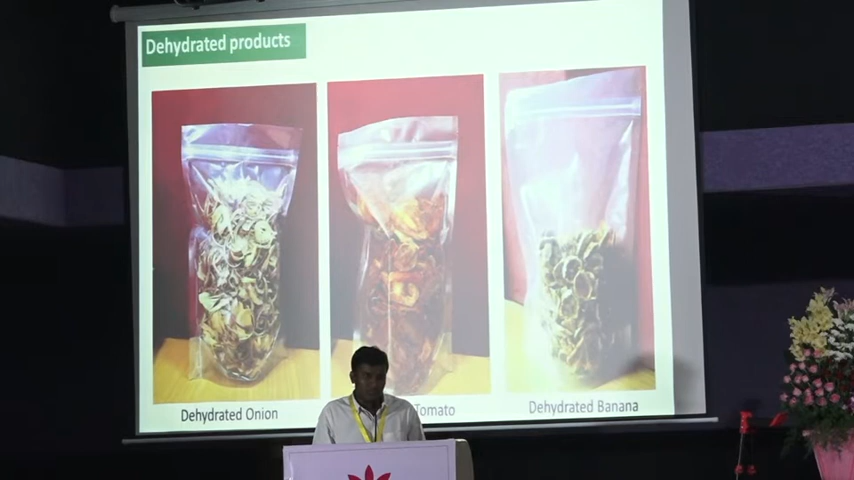 Dehydrated products
Dehydrated Onion
Tomato
Dehydrated Banana